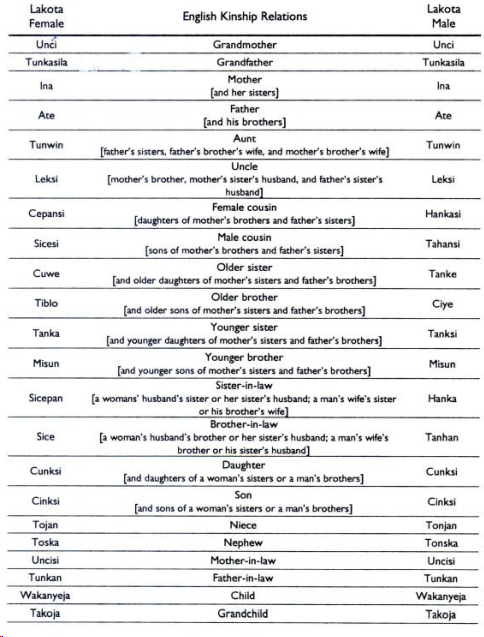 Lakota Female English Kinship Relations Lakota Male
Unci Grandmother Unci
Tunkasila Grandfather Tunkasila
Ina Mother Ina
[and her sisters]
Ate Father Ate
[and his brothers]
Tunwin Aunt Tunwin
[father's sisters, father's brother's wife, and mother's brother's wife]
Leksi Uncle Leksi
[mother's brother, mother's sister's husband, and father's sister's
husband]
Cepansi Female cousin Hankasi
[daughters of mother's brothers and father's sisters]
Sicesi Male cousin Tahansi
[sons of mother's brothers and father's sisters]
Cuwe Older sister Tanke
[and older daughters of mother's sisters and father's brothers]
Tiblo Older brother Ciye
[and older sons of mother's sisters and father's brothers]
Tanka Younger sister Tanksi
[and younger daughters of mother's sisters and father's brothers]
Misun Younger brother Misun
[and younger sons of mother's sisters and father's brothers]
Sicepan Sister-in-law Hanka
[a womans' husband's sister or her sister's husband; a man's wife's sister
or his brother's wife]
Sice Brother-in-law Tanhan
[a woman's husband's brother or her sister's husband; a man's wife's
brother or his sister's husband]
Cunksi Daughter Cunksi
[and daughters of a woman's sisters or a man's brothers]
Cinksi Son Cinksi
[and sons of a woman's sisters or a man's brothers]
Tojan Niece Tonjan
Toska Nephew Tonska
Uncisi Mother-in-law Uncisi
Tunkan Father-in-law Tunkan
Wakanyeja Child Wakanyeja
Takoja Grandchild Takoja